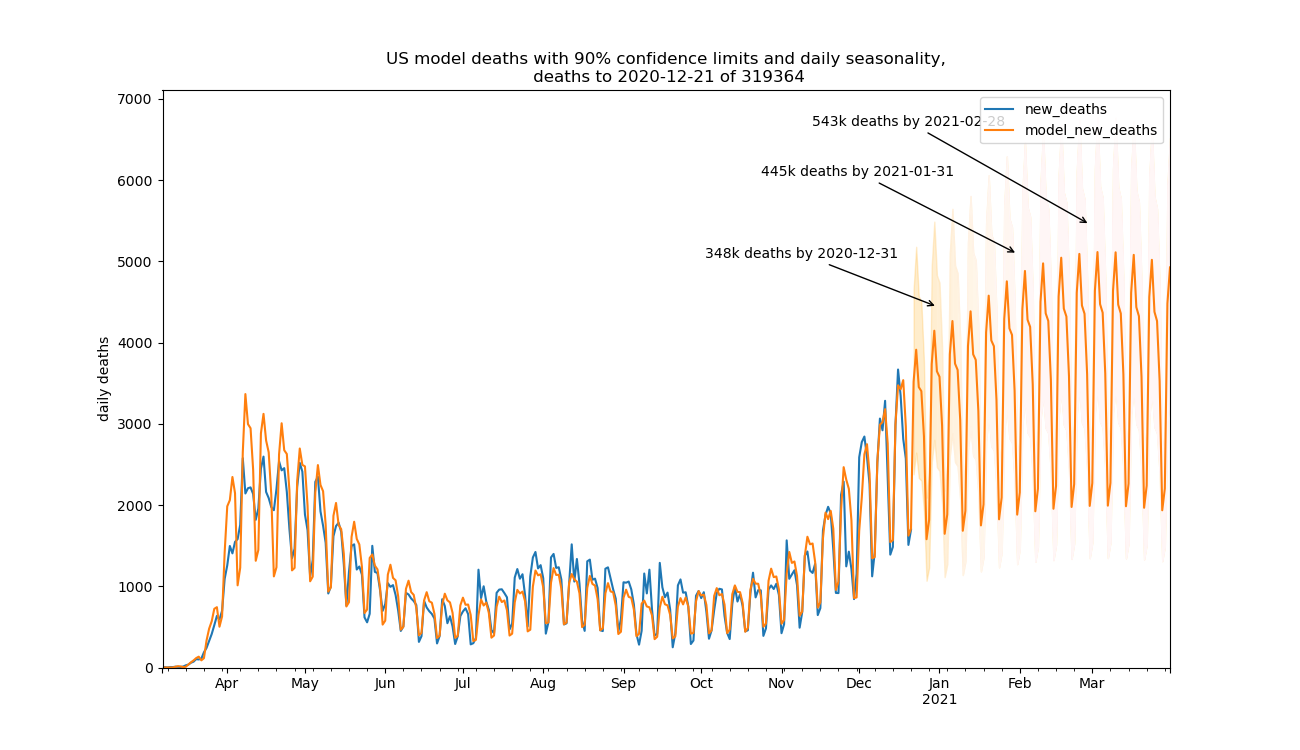 US model deaths with 90% confidence limits and daily seasonality,
deaths to 2020-12-21 of 319364
7000
6000
5000
4000
3000
2000
1000
0
daily deaths
new_deaths
model_new_deaths
543k deaths by 2021-02-28
445k deaths by 2021-01-31
348k deaths by 2020-12-31
Apr May Jun Jul Aug Sep Oct Nov Dec Jan Feb Mar
2021